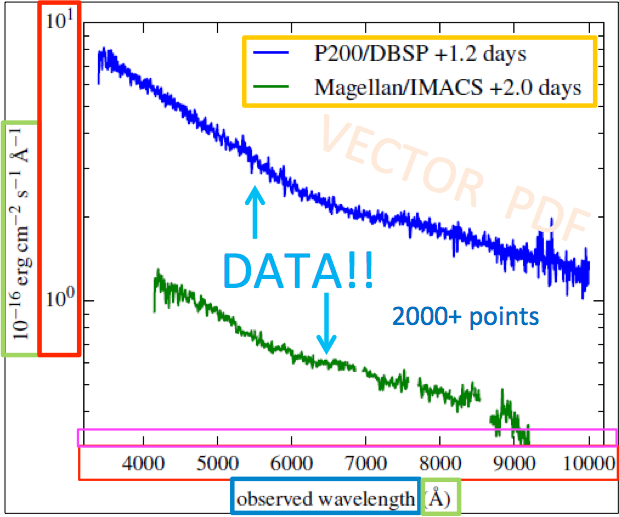 10¹
P200/DBSP +1.2 days
Magellan/IMACS +2.0 days
VECTOR PDF
10⁻¹⁶ erg cm⁻² s⁻¹ Å⁻¹
DATA!!
10⁰
2000+ points
4000 5000 6000 7000 8000 9000 10000
observed wavelength (Å)